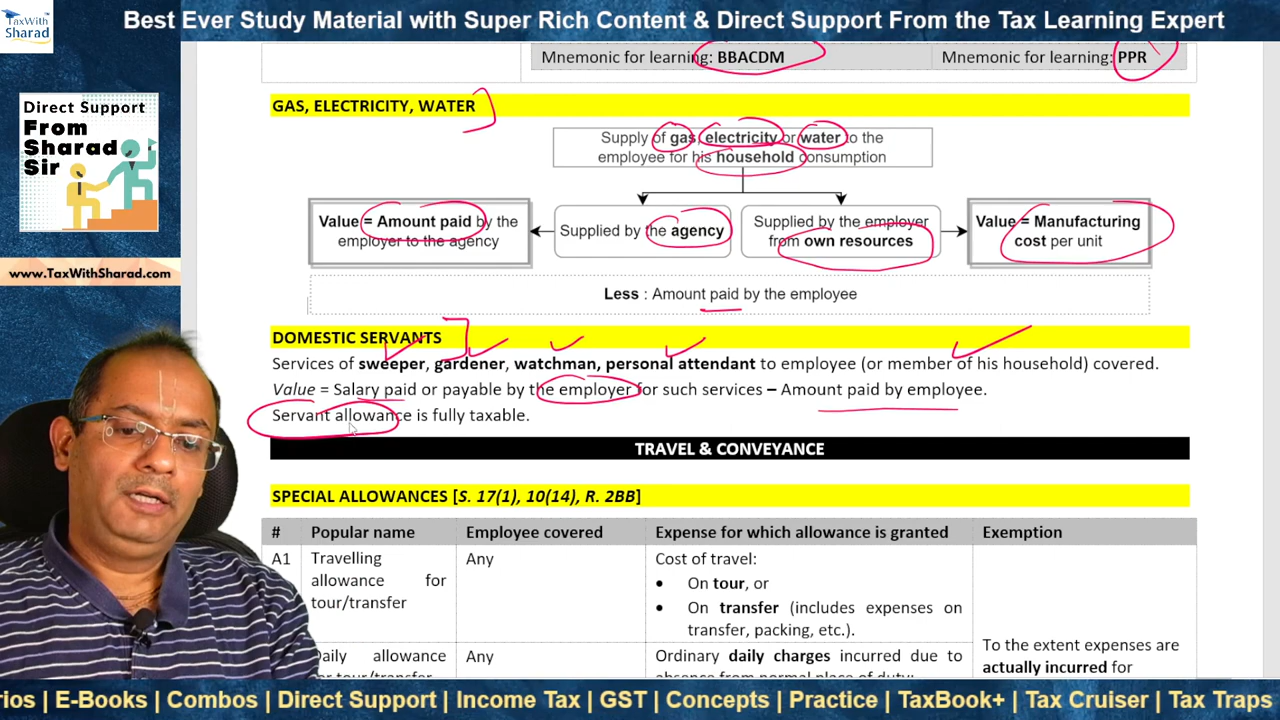 Best Ever Study Material with Super Rich Content & Direct Support From the Tax Learning Expert
TaxWith
Sharad
Direct Support
From
Sharad
Sir
www.TaxWithSharad.com
Mnemonic for learning: BBACDM
Mnemonic for learning: PPR
GAS, ELECTRICITY, WATER
Supply of gas, electricity or water to the
employee for his household consumption
Value = Amount paid by the
employer to the agency
Supplied by the agency
Supplied by the employer
from own resources
Value = Manufacturing
cost per unit
Less : Amount paid by the employee
DOMESTIC SERVANTS
Services of sweeper, gardener, watchman, personal attendant to employee (or member of his household) covered.
Value = Salary paid or payable by the employer for such services – Amount paid by employee.
Servant allowance is fully taxable.
TRAVEL & CONVEYANCE
SPECIAL ALLOWANCES [S. 17(1), 10(14), R. 2BB]
# Popular name Employee covered Expense for which allowance is granted Exemption
A1 Travelling allowance for tour/transfer
Any
Cost of travel:
• On tour, or
• On transfer (includes expenses on
transfer, packing, etc.).
To the extent expenses are
actually incurred for
Daily allowance
Any
Ordinary daily charges incurred due to
absence from normal place of duty:
rios | E-Books | Combos | Direct Support | Income Tax | GST | Concepts | Practice | TaxBook+ | Tax Cruiser | Tax Traps